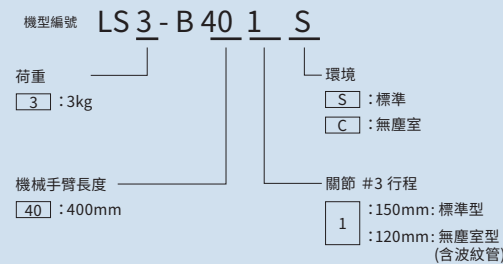 機型編號 LS3-B401S
荷重
3 ：3kg
環境
S ：標準
C ：無塵室
機械手臂長度
40 ：400mm
關節 #3 行程
1 ：150mm：標準型
：120mm：無塵室型
(含波紋管)